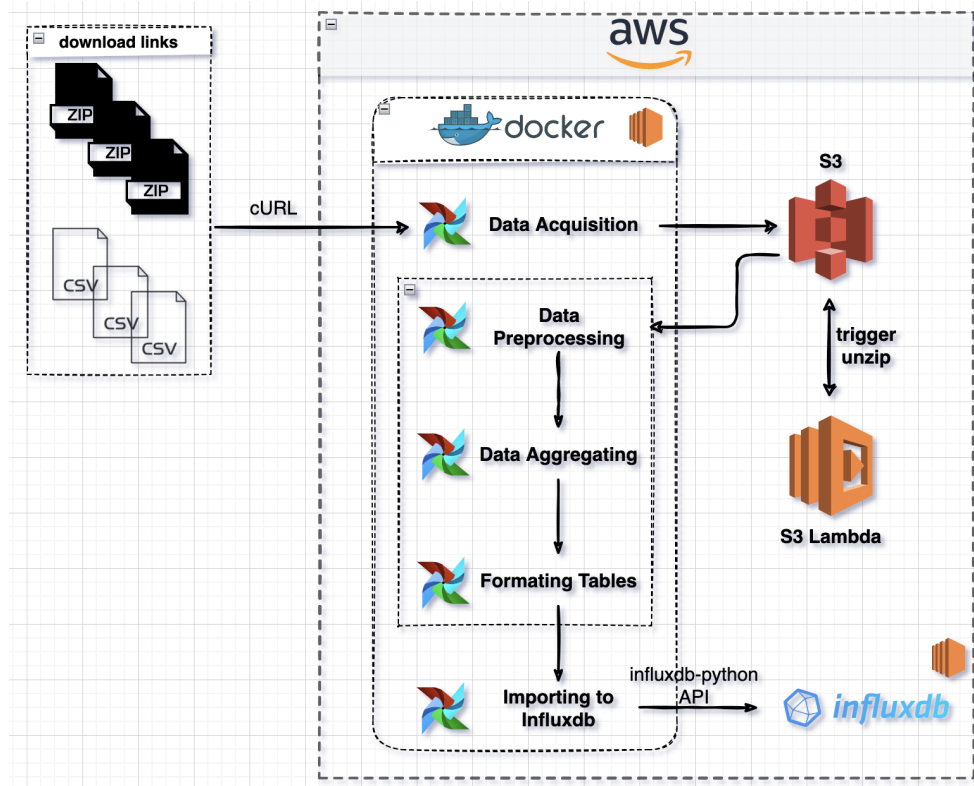 download links
ZIP
ZIP
ZIP
CSV
CSV
CSV
cURL
aws
docker
Data Acquisition
S3
Data
Preprocessing
trigger
unzip
Data Aggregating
S3 Lambda
Formating Tables
Importing to
Influxdb
influxdb-python
API
influxdb